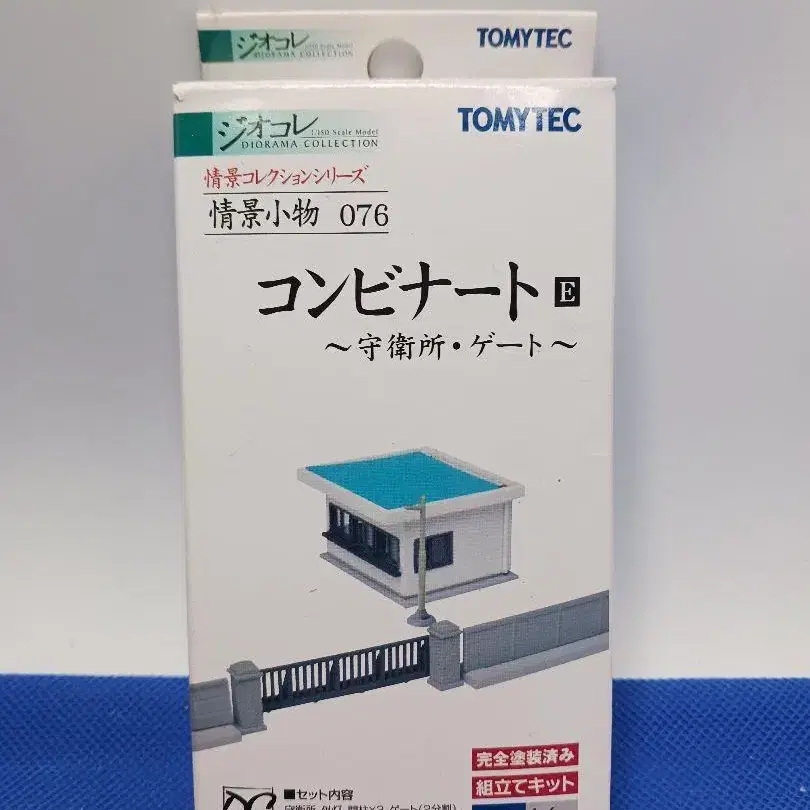 ジオコレ
DIORAMA COLLECTION
TOMYTEC
ジオコレ
1/150 Scale Model
DIORAMA COLLECTION
TOMYTEC
情景コレクションシリーズ
情景小物 076
コンビナート E
～守衛所・ゲート～
完全塗装済み
組立てキット
■セット内容